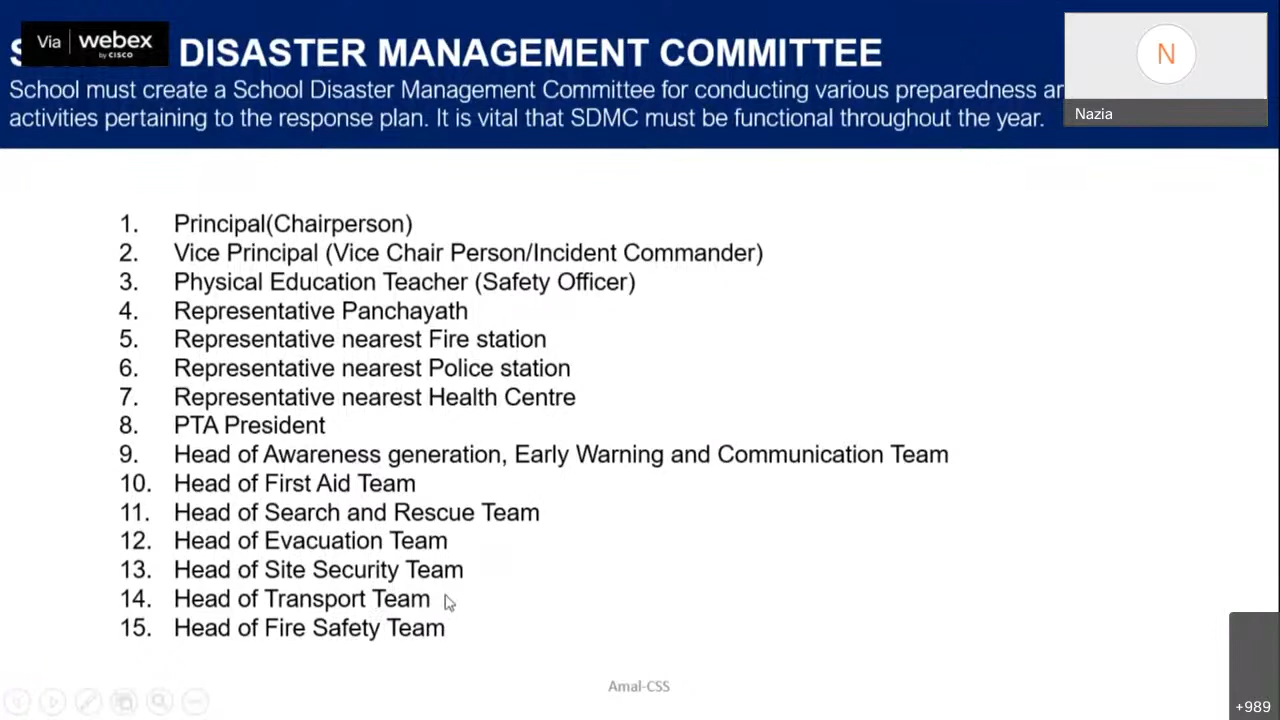 Via webex
by CISCO
DISASTER MANAGEMENT COMMITTEE
School must create a School Disaster Management Committee for conducting various preparedness
activities pertaining to the response plan. It is vital that SDMC must be functional throughout the year.
N
Nazia
1. Principal(Chairperson)
2. Vice Principal (Vice Chair Person/Incident Commander)
3. Physical Education Teacher (Safety Officer)
4. Representative Panchayath
5. Representative nearest Fire station
6. Representative nearest Police station
7. Representative nearest Health Centre
8. PTA President
9. Head of Awareness generation, Early Warning and Communication Team
10. Head of First Aid Team
11. Head of Search and Rescue Team
12. Head of Evacuation Team
13. Head of Site Security Team
14. Head of Transport Team
15. Head of Fire Safety Team
Amal-CSS
+989